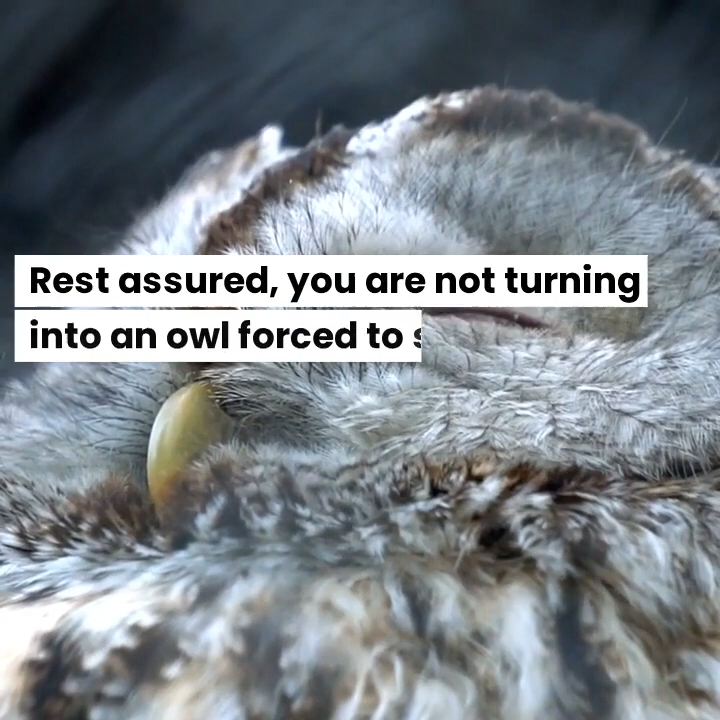 Rest assured, you are not turning
into an owl forced to